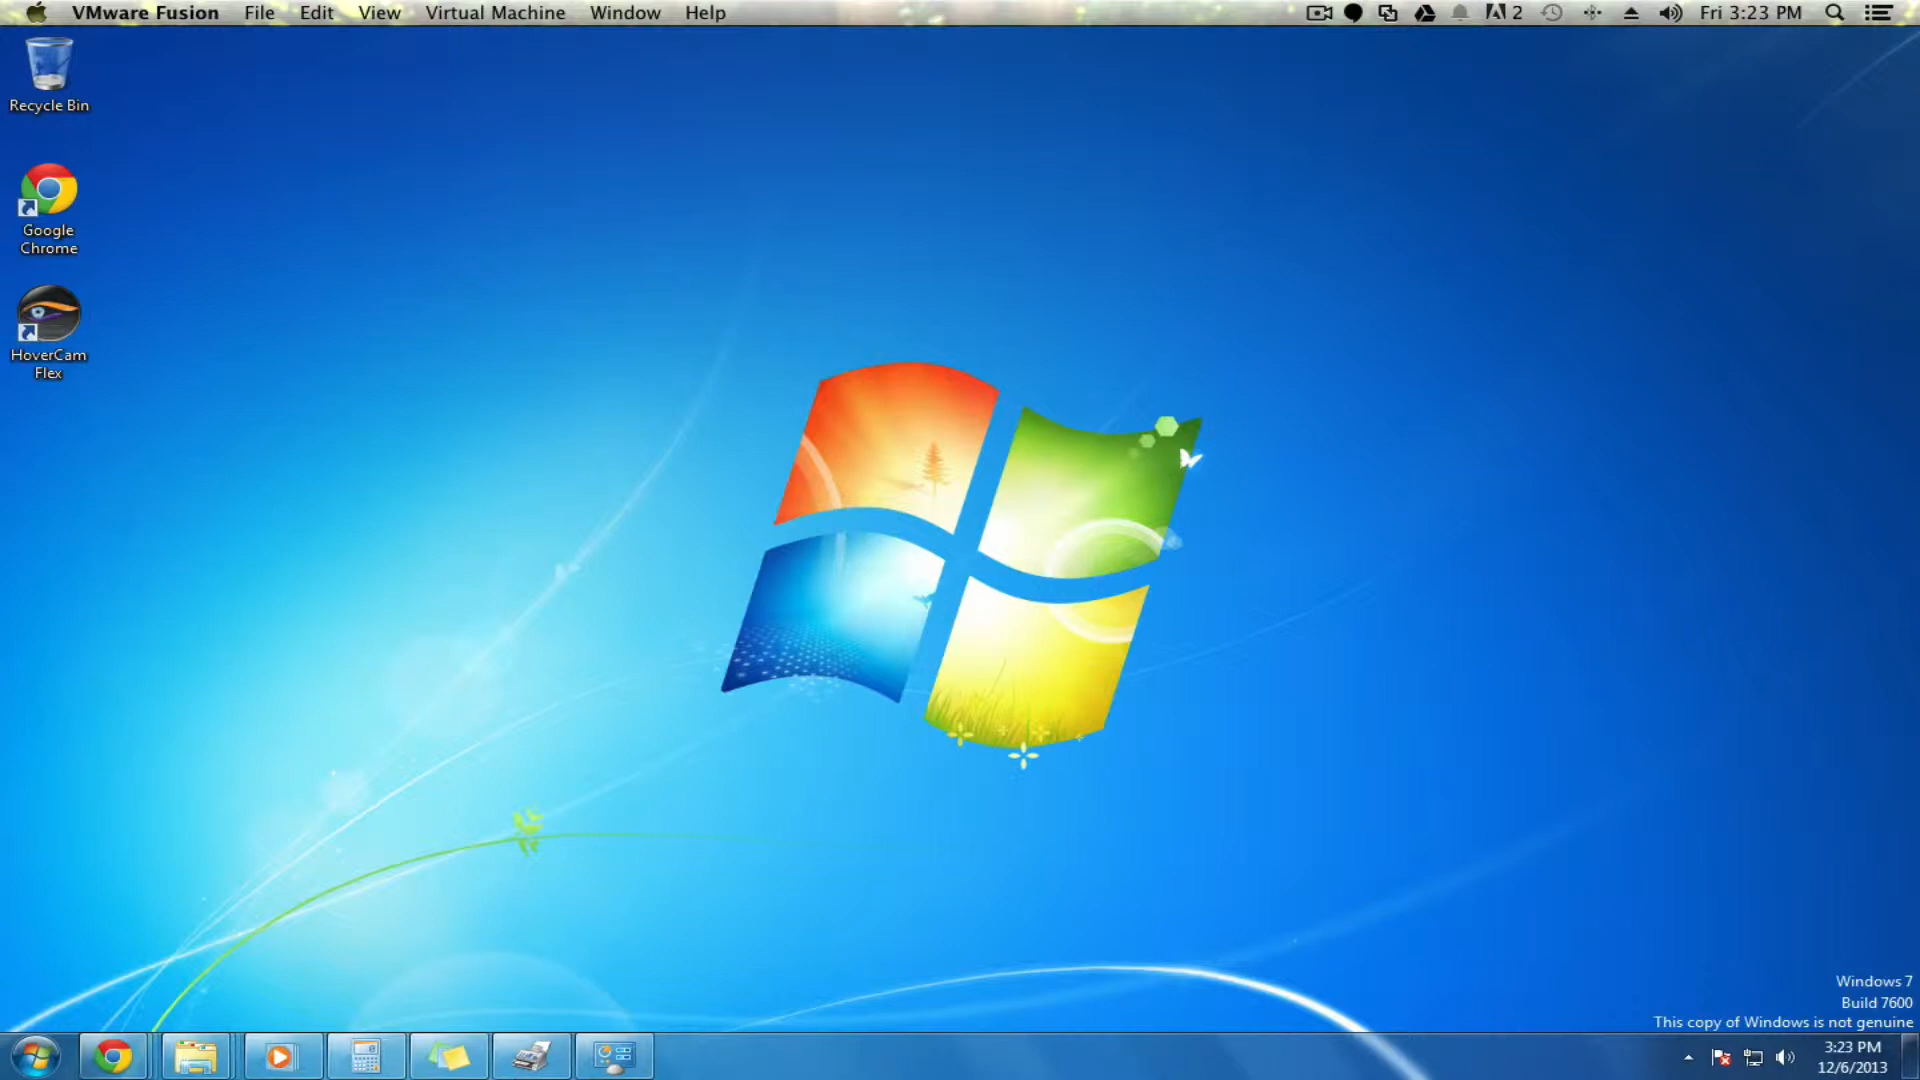 VMware Fusion File Edit View Virtual Machine Window Help 2 Fri 3:23 PM
Recycle Bin
Google
Chrome
HoverCam
Flex
Windows 7
Build 7600
This copy of Windows is not genuine
3:23 PM
12/6/2013